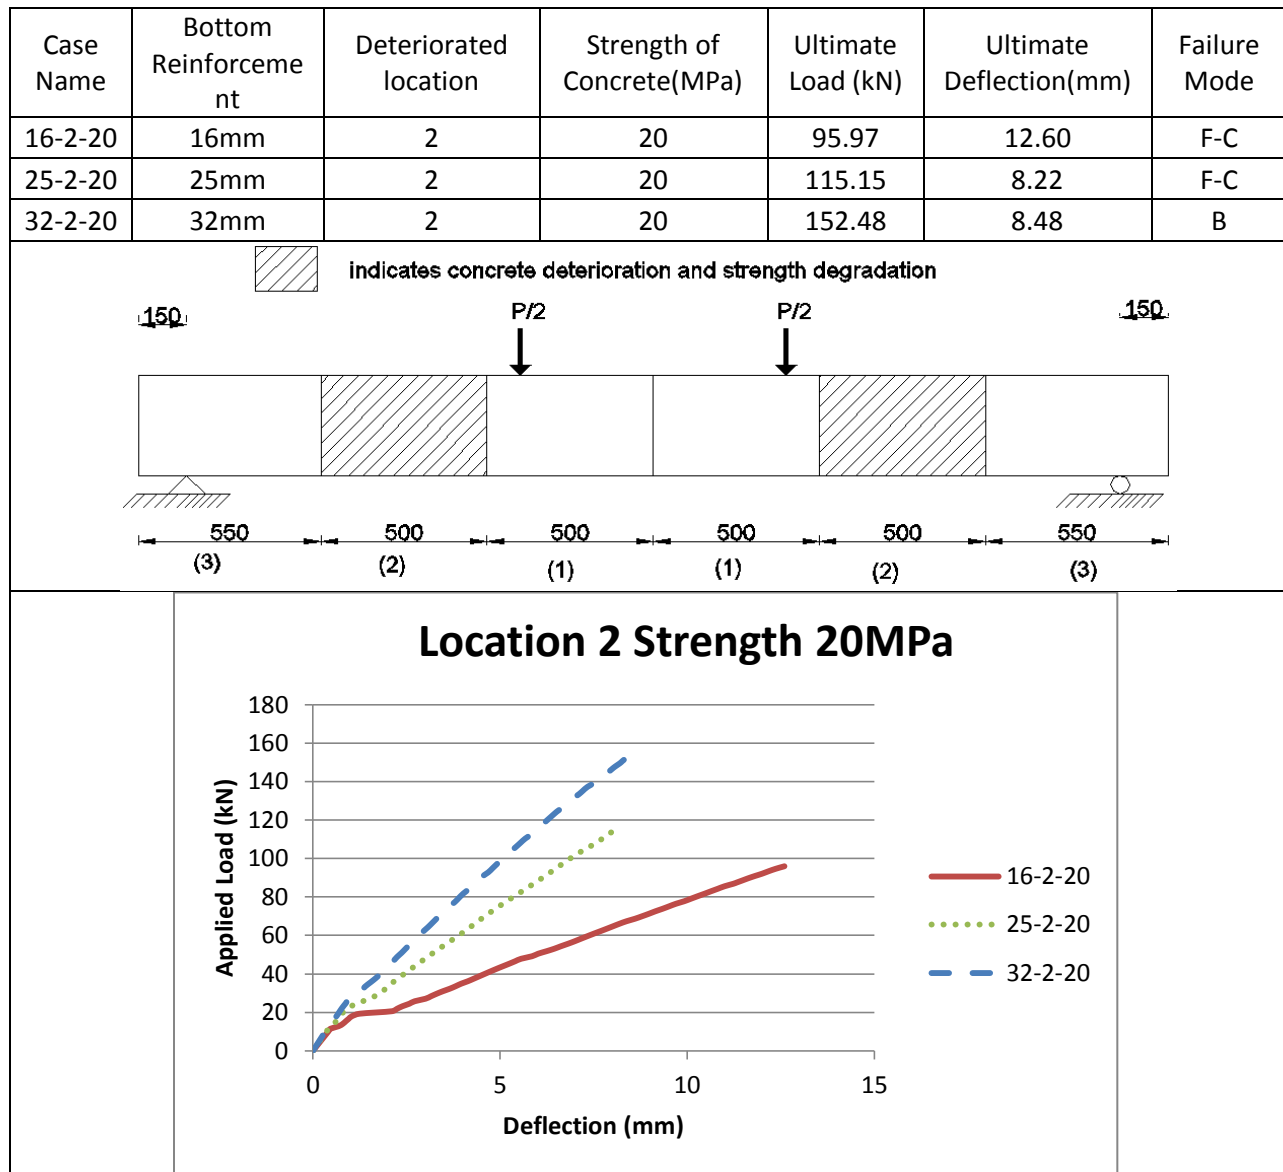 Case Name
Bottom Reinforceme nt
Deteriorated location
Strength of Concrete(MPa)
Ultimate Load (kN)
Ultimate Deflection(mm)
Failure Mode
16-2-20 16mm 2 20 95.97 12.60 F-C
25-2-20 25mm 2 20 115.15 8.22 F-C
32-2-20 32mm 2 20 152.48 8.48 B
indicates concrete deterioration and strength degradation
150 P/2 P/2 150
550 500 500 500 500 550
(3) (2) (1) (1) (2) (3)
Location 2 Strength 20MPa
180
160
140
120
100
80
60
40
20
0
Applied Load (kN)
0 5 10 15
Deflection (mm)
16-2-20
25-2-20
32-2-20